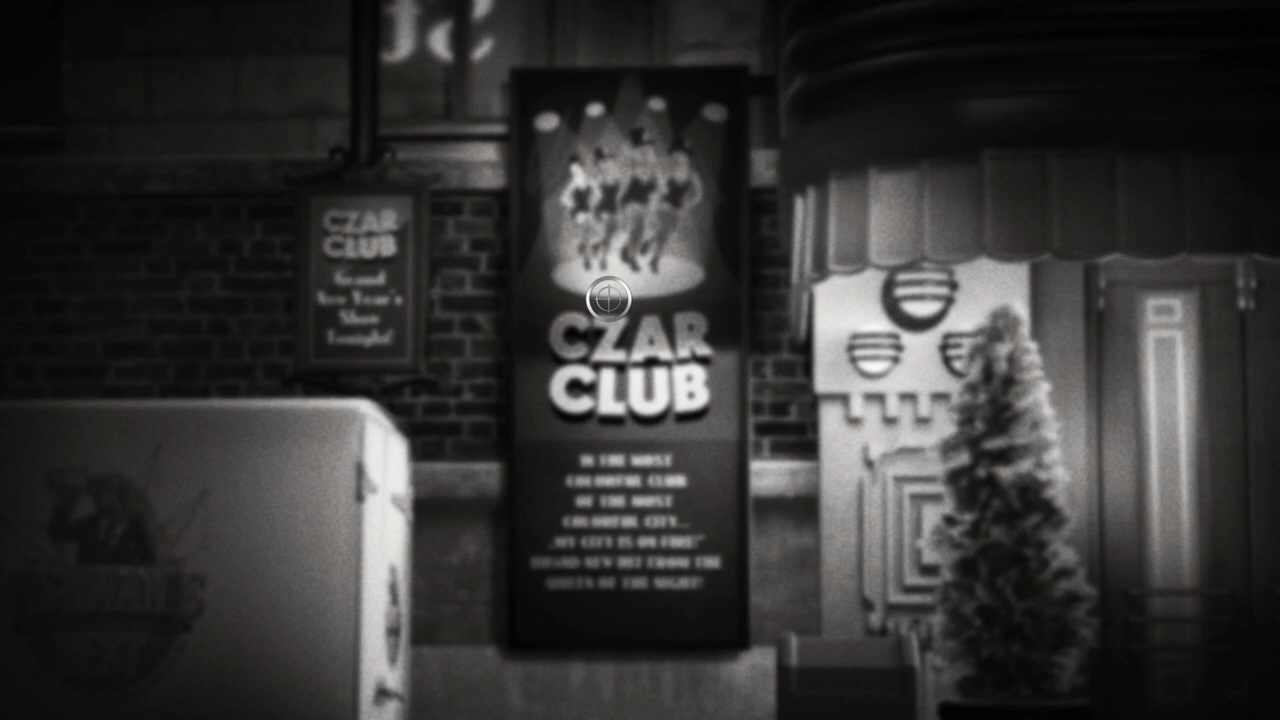 CZAR
CLUB
Grand
New Year's
Show
Tonight!
CZAR
CLUB
IS THE MOST
COLORFUL CLUB
OF THE MOST
COLORFUL CITY...
„MY CITY IS ON FIRE!"
BRAND NEW HIT FROM THE
QUEEN OF THE NIGHT!